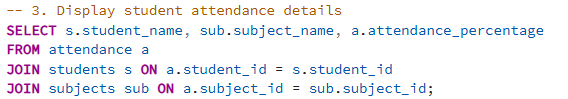 -- 3. Display student attendance details
SELECT s.student_name, sub.subject_name, a.attendance_percentage
FROM attendance a
JOIN students s ON a.student_id = s.student_id
JOIN subjects sub ON a.subject_id = sub.subject_id;